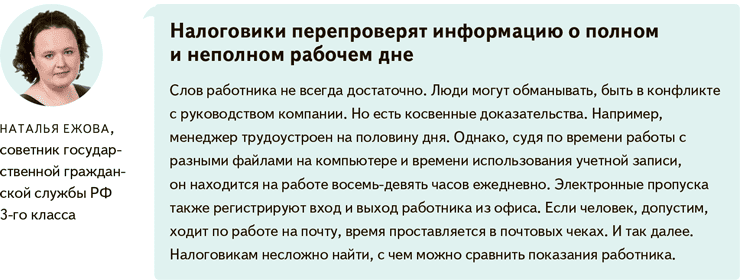 Налоговики перепроверят информацию о полном
и неполном рабочем дне
Слов работника не всегда достаточно. Люди могут обманывать, быть в конфликте
с руководством компании. Но есть косвенные доказательства. Например,
менеджер трудоустроен на половину дня. Однако, судя по времени работы с
разными файлами на компьютере и времени использования учетной записи,
он находится на работе восемь-девять часов ежедневно. Электронные пропуска
также регистрируют вход и выход работника из офиса. Если человек, допустим,
ходит по работе на почту, время проставляется в почтовых чеках. И так далее.
Налоговикам несложно найти, с чем можно сравнить показания работника.
НАТАЛЬЯ ЕЖОВА,
советник государ-
ственной граждан-
ской службы РФ
3-го класса